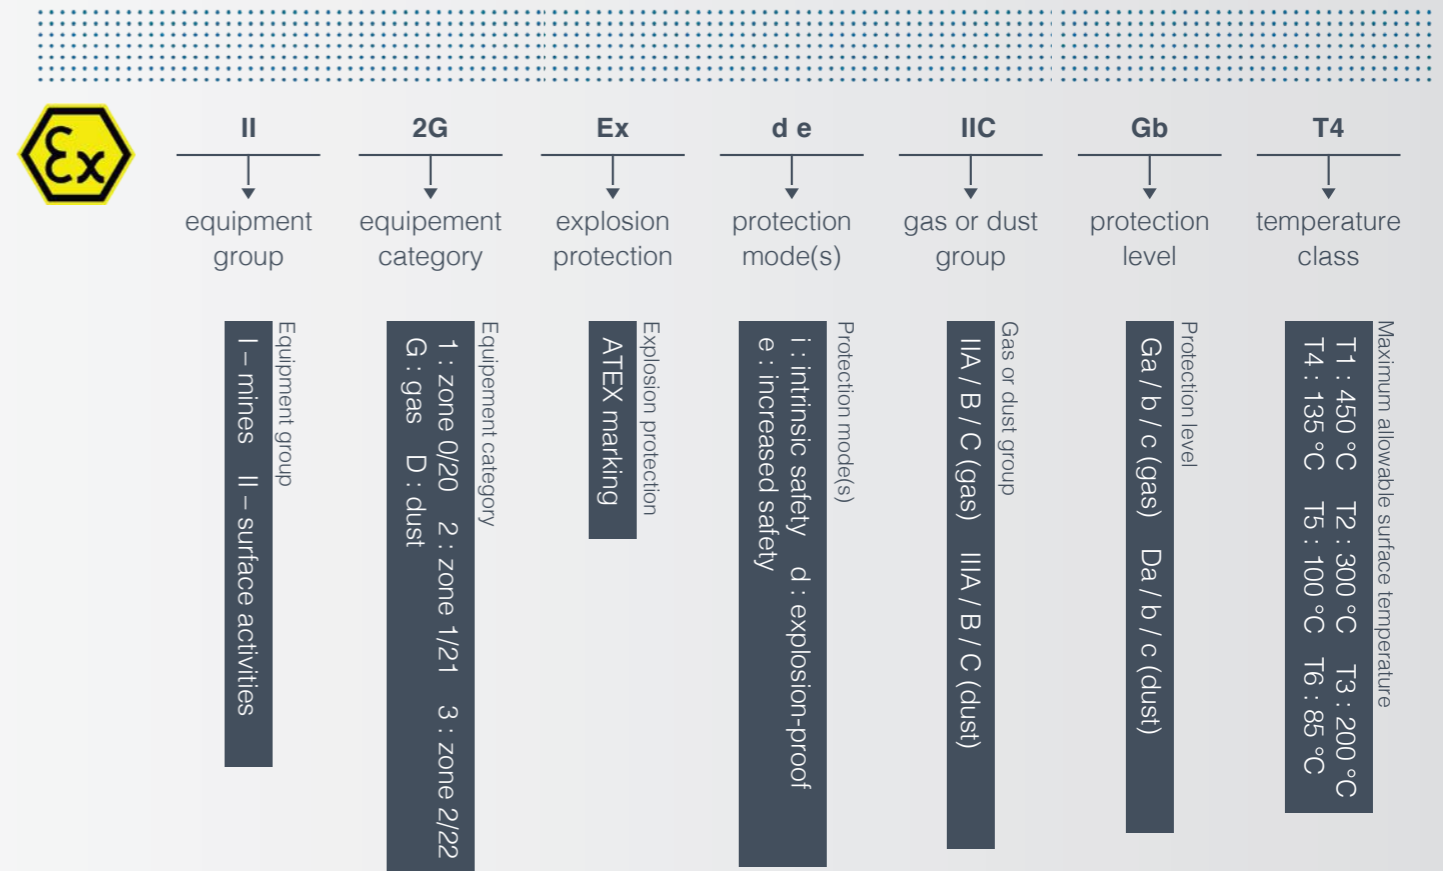 Ex
II
2G
Ex
d e
IIC
Gb
T4
equipment
group
equipement
category
explosion
protection
protection
mode(s)
gas or dust
group
protection
level
temperature
class
Equipment group
I – mines II – surface activities
Equipement category
1 : zone 0/20 2 : zone 1/21 3 : zone 2/22
G : gas D : dust
Explosion protection
ATEX marking
Protection mode(s)
i : intrinsic safety d : explosion-proof
e : increased safety
Gas or dust group
IIA / B / C (gas) IIIA / B / C (dust)
Protection level
Ga / b / c (gas) Da / b / c (dust)
Maximum allowable surface temperature
T1 : 450 °C T2 : 300 °C T3 : 200 °C
T4 : 135 °C T5 : 100 °C T6 : 85 °C